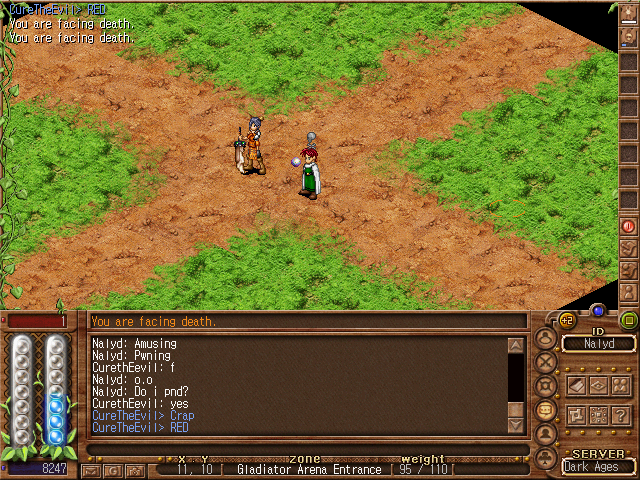 CureTheEvil> RED
You are facing death.
You are facing death.
You are facing death.
Nalyd: Amusing
Nalyd: Pwning
CurethEevil: f
Nalyd: o.o
Nalyd: Do i pnd?
CurethEevil: yes
CureTheEvil> Crap
CureTheEvil> RED
1
8247
x y zone weight
11, 10 Gladiator Arena Entrance 95 / 110
G
+2
ID
Nalyd
?
SERVER
Dark Ages